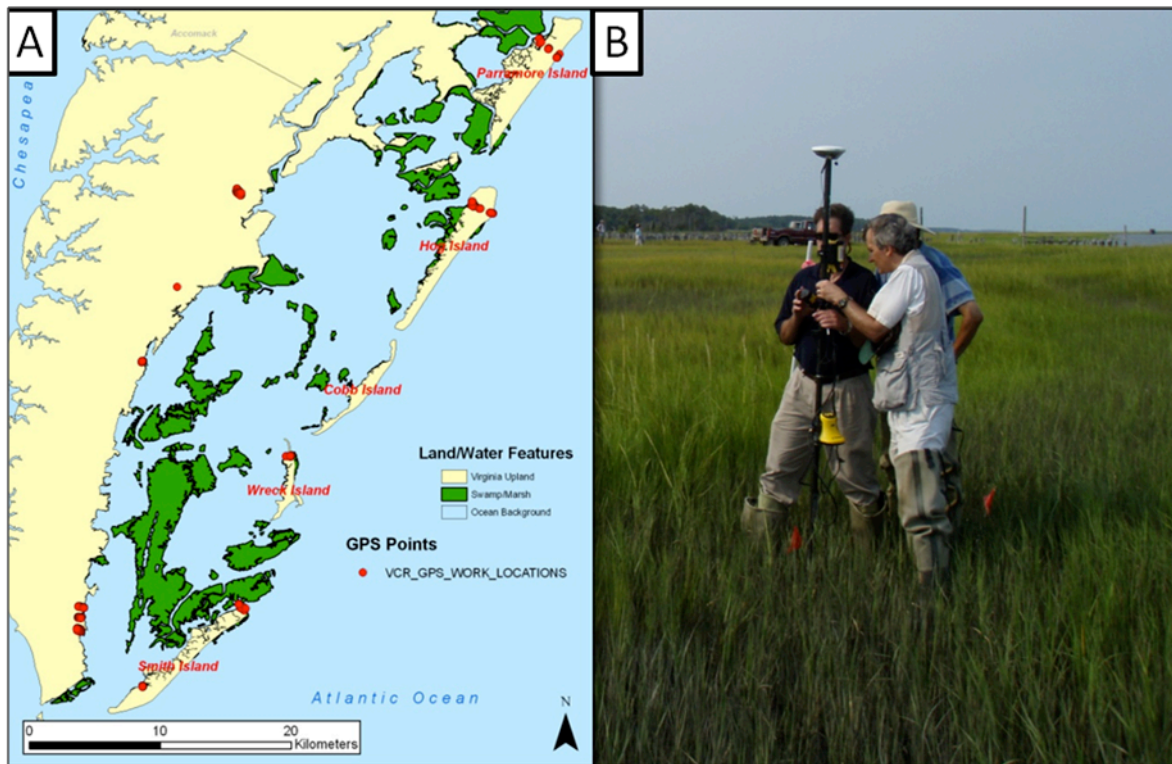 A
B
Accomack
Chesapea
Parramore Island
Hog Island
Cobb Island
Land/Water Features
Virginia Upland
Swamp/Marsh
Ocean Background
Wreck Island
GPS Points
VCR_GPS_WORK_LOCATIONS
Smith Island
Atlantic Ocean
N
0 10 20
Kilometers